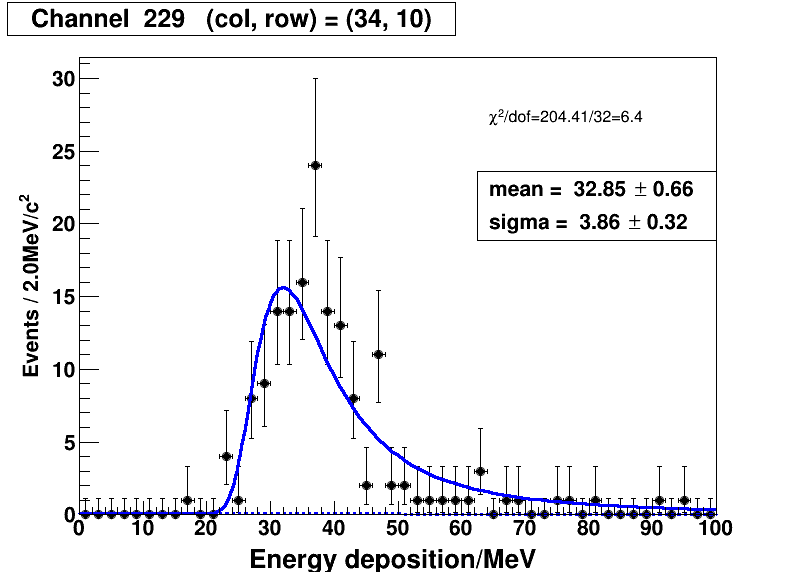 Channel 229 (col, row) = (34, 10)
χ²/dof=204.41/32=6.4
mean = 32.85 ± 0.66
sigma = 3.86 ± 0.32
Events / 2.0MeV/c²
30
25
20
15
10
5
0
0 10 20 30 40 50 60 70 80 90 100
Energy deposition/MeV